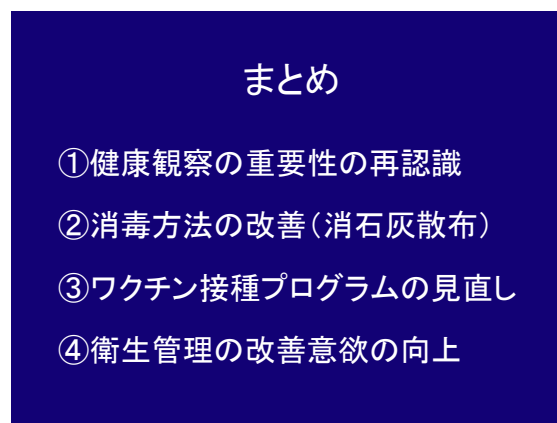 まとめ
①健康観察の重要性の再認識
②消毒方法の改善（消石灰散布）
③ワクチン接種プログラムの見直し
④衛生管理の改善意欲の向上